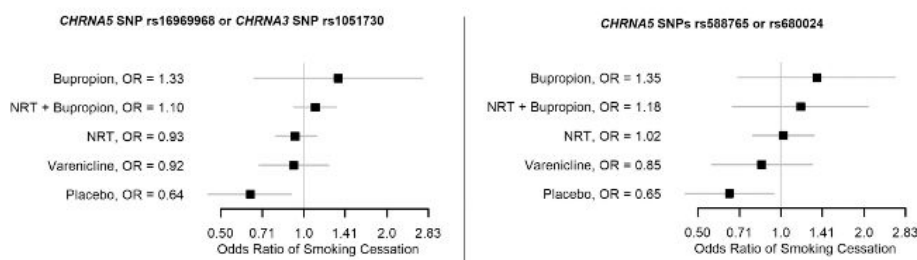 CHRNA5 SNP rs16969968 or CHRNA3 SNP rs1051730
Bupropion, OR = 1.33
NRT + Bupropion, OR = 1.10
NRT, OR = 0.93
Varenicline, OR = 0.92
Placebo, OR = 0.64
0.50 0.71 1.0 1.41 2.0 2.83
Odds Ratio of Smoking Cessation
CHRNA5 SNPs rs588765 or rs680024
Bupropion, OR = 1.35
NRT + Bupropion, OR = 1.18
NRT, OR = 1.02
Varenicline, OR = 0.85
Placebo, OR = 0.65
0.50 0.71 1.0 1.41 2.0 2.83
Odds Ratio of Smoking Cessation